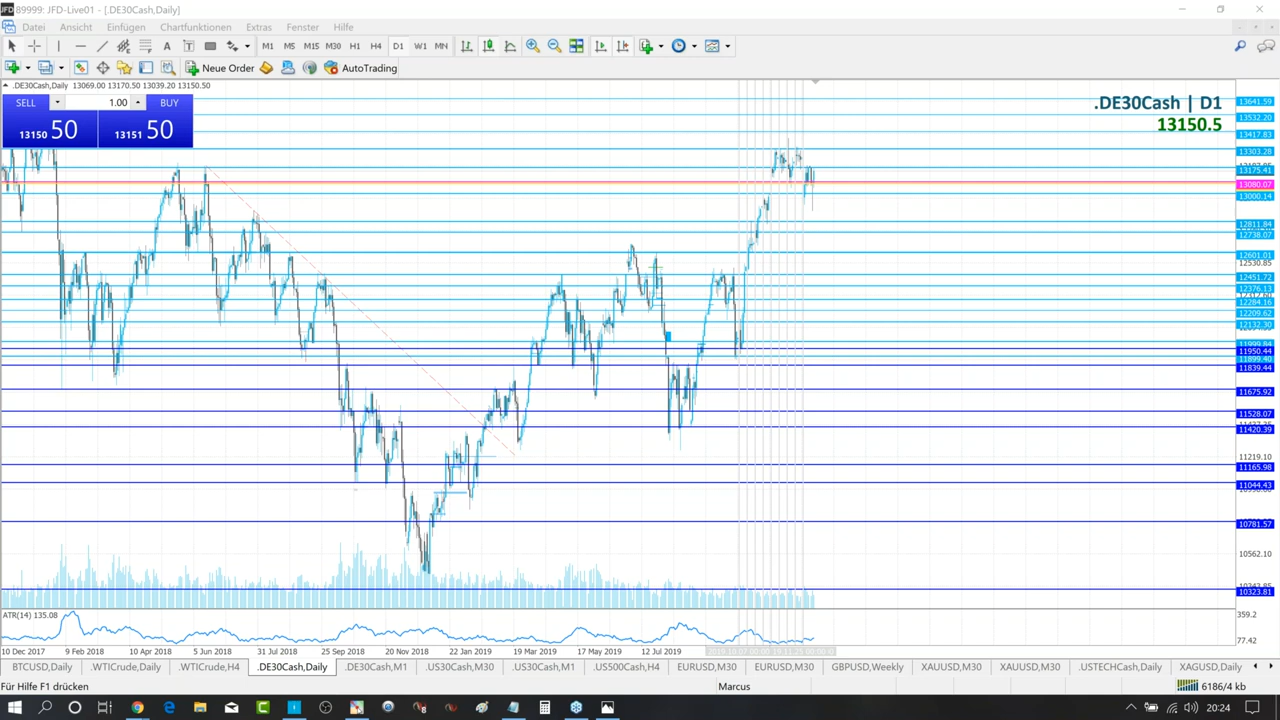 89999: JFD-Live01 - [.DE30Cash,Daily]
Datei Ansicht Einfügen Chartfunktionen Extras Fenster Hilfe
M1 M5 M15 M30 H1 H4 D1 W1 MN
Neue Order AutoTrading
.DE30Cash,Daily 13069.00 13170.50 13039.20 13150.50
SELL 1.00 BUY
13150 50 13151 50
.DE30Cash | D1
13150.5
13641.59
13532.20
13417.83
13303.28
13175.41
13080.07
13000.14
12811.84
12738.07
12601.01
12530.85
12451.72
12376.13
12284.16
12209.62
12132.30
11999.84
11950.44
11899.40
11839.44
11675.92
11528.07
11420.39
11219.10
11165.98
11044.43
10781.57
10562.10
10323.81
ATR(14) 135.08
359.2
77.42
10 Dec 2017 9 Feb 2018 10 Apr 2018 5 Jun 2018 31 Jul 2018 25 Sep 2018 20 Nov 2018 22 Jan 2019 19 Mar 2019 17 May 2019 12 Jul 2019
BTCUSD,Daily .WTICrude,Daily .WTICrude,H4 .DE30Cash,Daily .DE30Cash,M1 .US30Cash,M30 .US30Cash,M1 .US500Cash,H4 EURUSD,M30 EURUSD,M30 GBPUSD,Weekly XAUUSD,M30 XAUUSD,M30 .USTECHCash,Daily XAGUSD,Daily
Für Hilfe F1 drücken Marcus 6186/4 kb
20:24